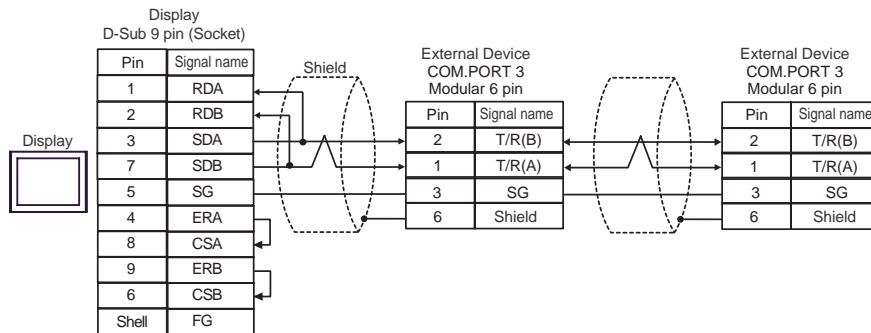 Display
D-Sub 9 pin (Socket)
Pin Signal name
1 RDA
2 RDB
3 SDA
7 SDB
5 SG
4 ERA
8 CSA
9 ERB
6 CSB
Shell FG
Display
Shield
External Device
COM.PORT 3
Modular 6 pin
Pin Signal name
2 T/R(B)
1 T/R(A)
3 SG
6 Shield
External Device
COM.PORT 3
Modular 6 pin
Pin Signal name
2 T/R(B)
1 T/R(A)
3 SG
6 Shield